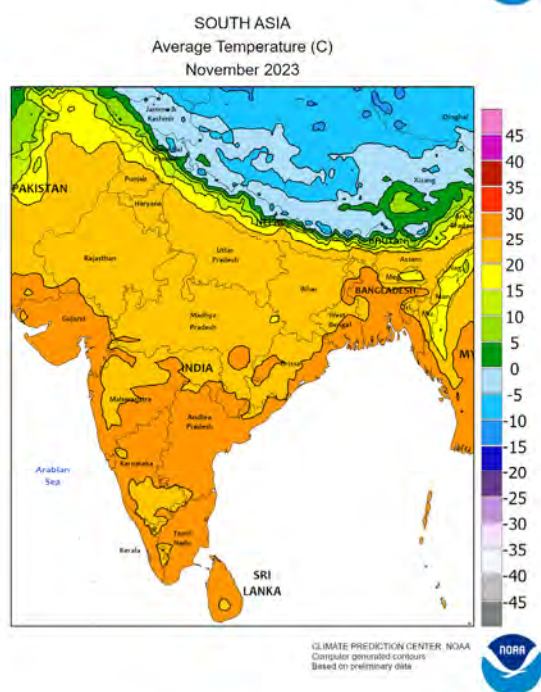 SOUTH ASIA
Average Temperature (C)
November 2023
Jammu &
Kashmir
Qinghai
Punjab
Xizang
PAKISTAN
Haryana
NEPAL
BHUTAN
Rajasthan
Uttar
Pradesh
Assam
Bihar
BANGLADESH
Gujarat
Madhya
Pradesh
West
Bengal
INDIA
Orissa
MY
Maharashtra
Andhra
Pradesh
Karnataka
Arabian
Sea
Kerala
Tamil
Nadu
SRI
LANKA
45
40
35
30
25
20
15
10
5
0
-5
-10
-15
-20
-25
-30
-35
-40
-45
CLIMATE PREDICTION CENTER, NOAA
Computer generated contours
Based on preliminary data
NOAA